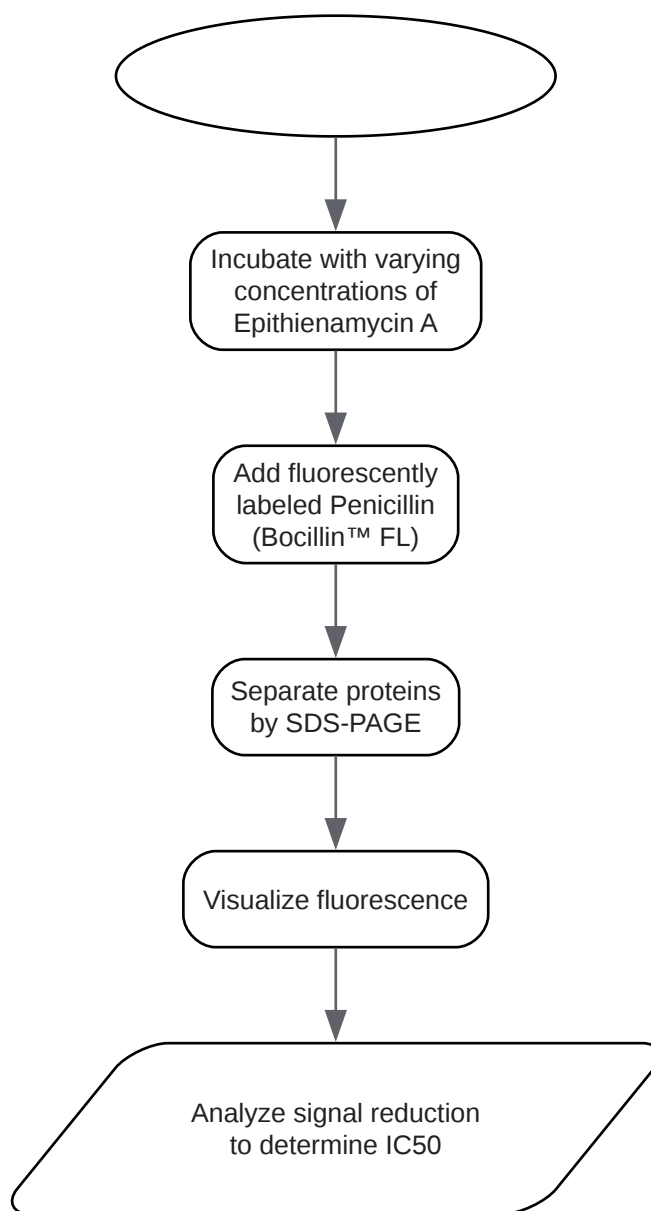 Incubate with varying
concentrations of
Epithienamycin A
Add fluorescently
labeled Penicillin
(Bocillin™ FL)
Separate proteins
by SDS-PAGE
Visualize fluorescence
Analyze signal reduction
to determine IC50